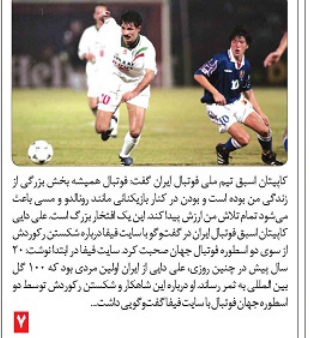 کاپیتان اسبق تیم ملی فوتبال ایران گفت: فوتبال همیشه بخش بزرگی از
زندگی من بوده است و بودن در کنار بازیکنانی مانند رونالدو و مسی باعث
می‌شود تمام تلاش من ارزش پیدا کند. این یک افتخار بزرگ است. علی دایی
کاپیتان اسبق فوتبال ایران در گفت‌وگو با سایت فیفا درباره شکستن رکوردش
از سوی دو اسطوره فوتبال جهان صحبت کرد. سایت فیفا در ابتدا نوشت: ۲۰
سال پیش در چنین روزی، علی دایی از ایران اولین مردی بود که ۱۰۰ گل
بین المللی به ثمر رساند. او درباره این شاهکار و شکستن رکوردش توسط دو
اسطوره جهان فوتبال با سایت فیفا گفت‌وگویی داشت...
۷